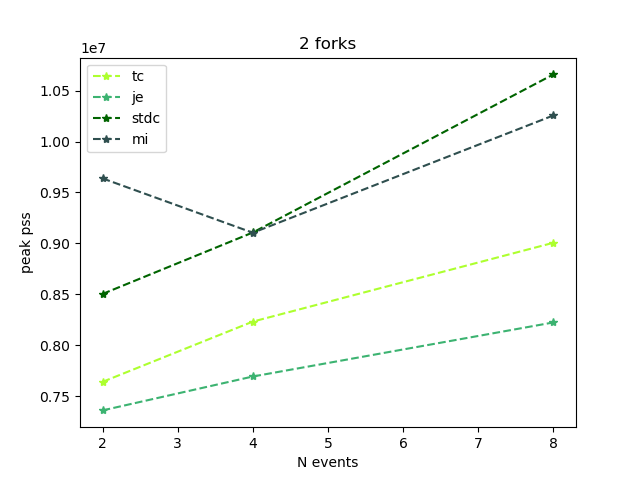 2 forks
1e7
tc
je
stdc
mi
1.05
1.00
0.95
0.90
0.85
0.80
0.75
peak pss
2 3 4 5 6 7 8
N events